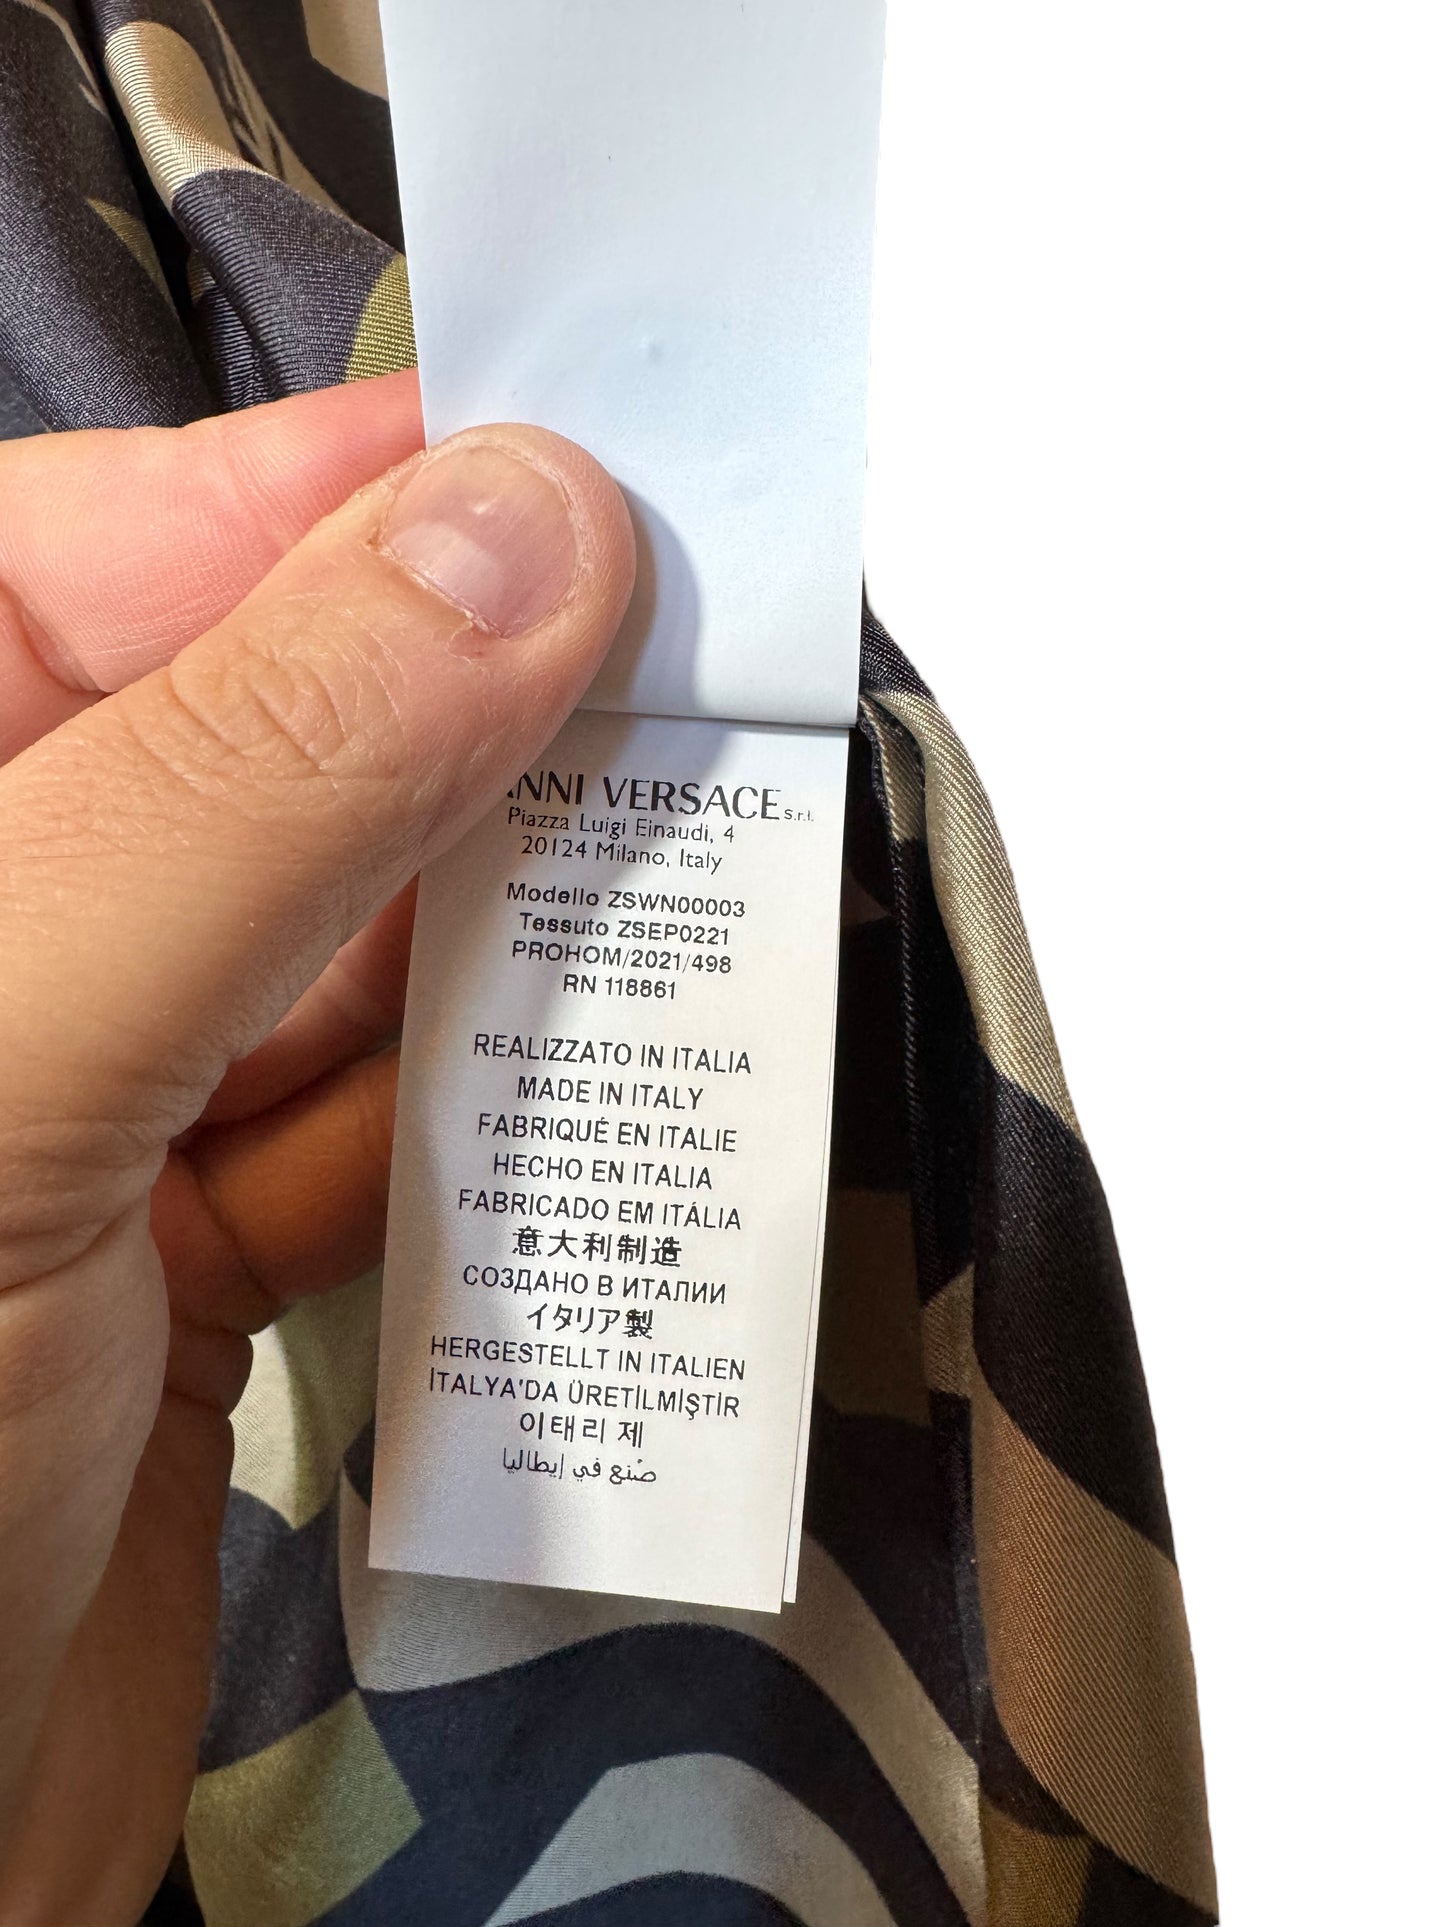 NNI VERSACE s.r.l.
Piazza Luigi Einaudi, 4
20124 Milano, Italy
Modello ZSWN00003
Tessuto ZSEP0221
PROHOM/2021/498
RN 118861
REALIZZATO IN ITALIA
MADE IN ITALY
FABRIQUÉ EN ITALIE
HECHO EN ITALIA
FABRICADO EM ITÁLIA
意大利制造
СОЗДАНО В ИТАЛИИ
イタリア製
HERGESTELLT IN ITALIEN
İTALYA'DA ÜRETİLMİŞTİR
이태리 제
صُنع في إيطاليا